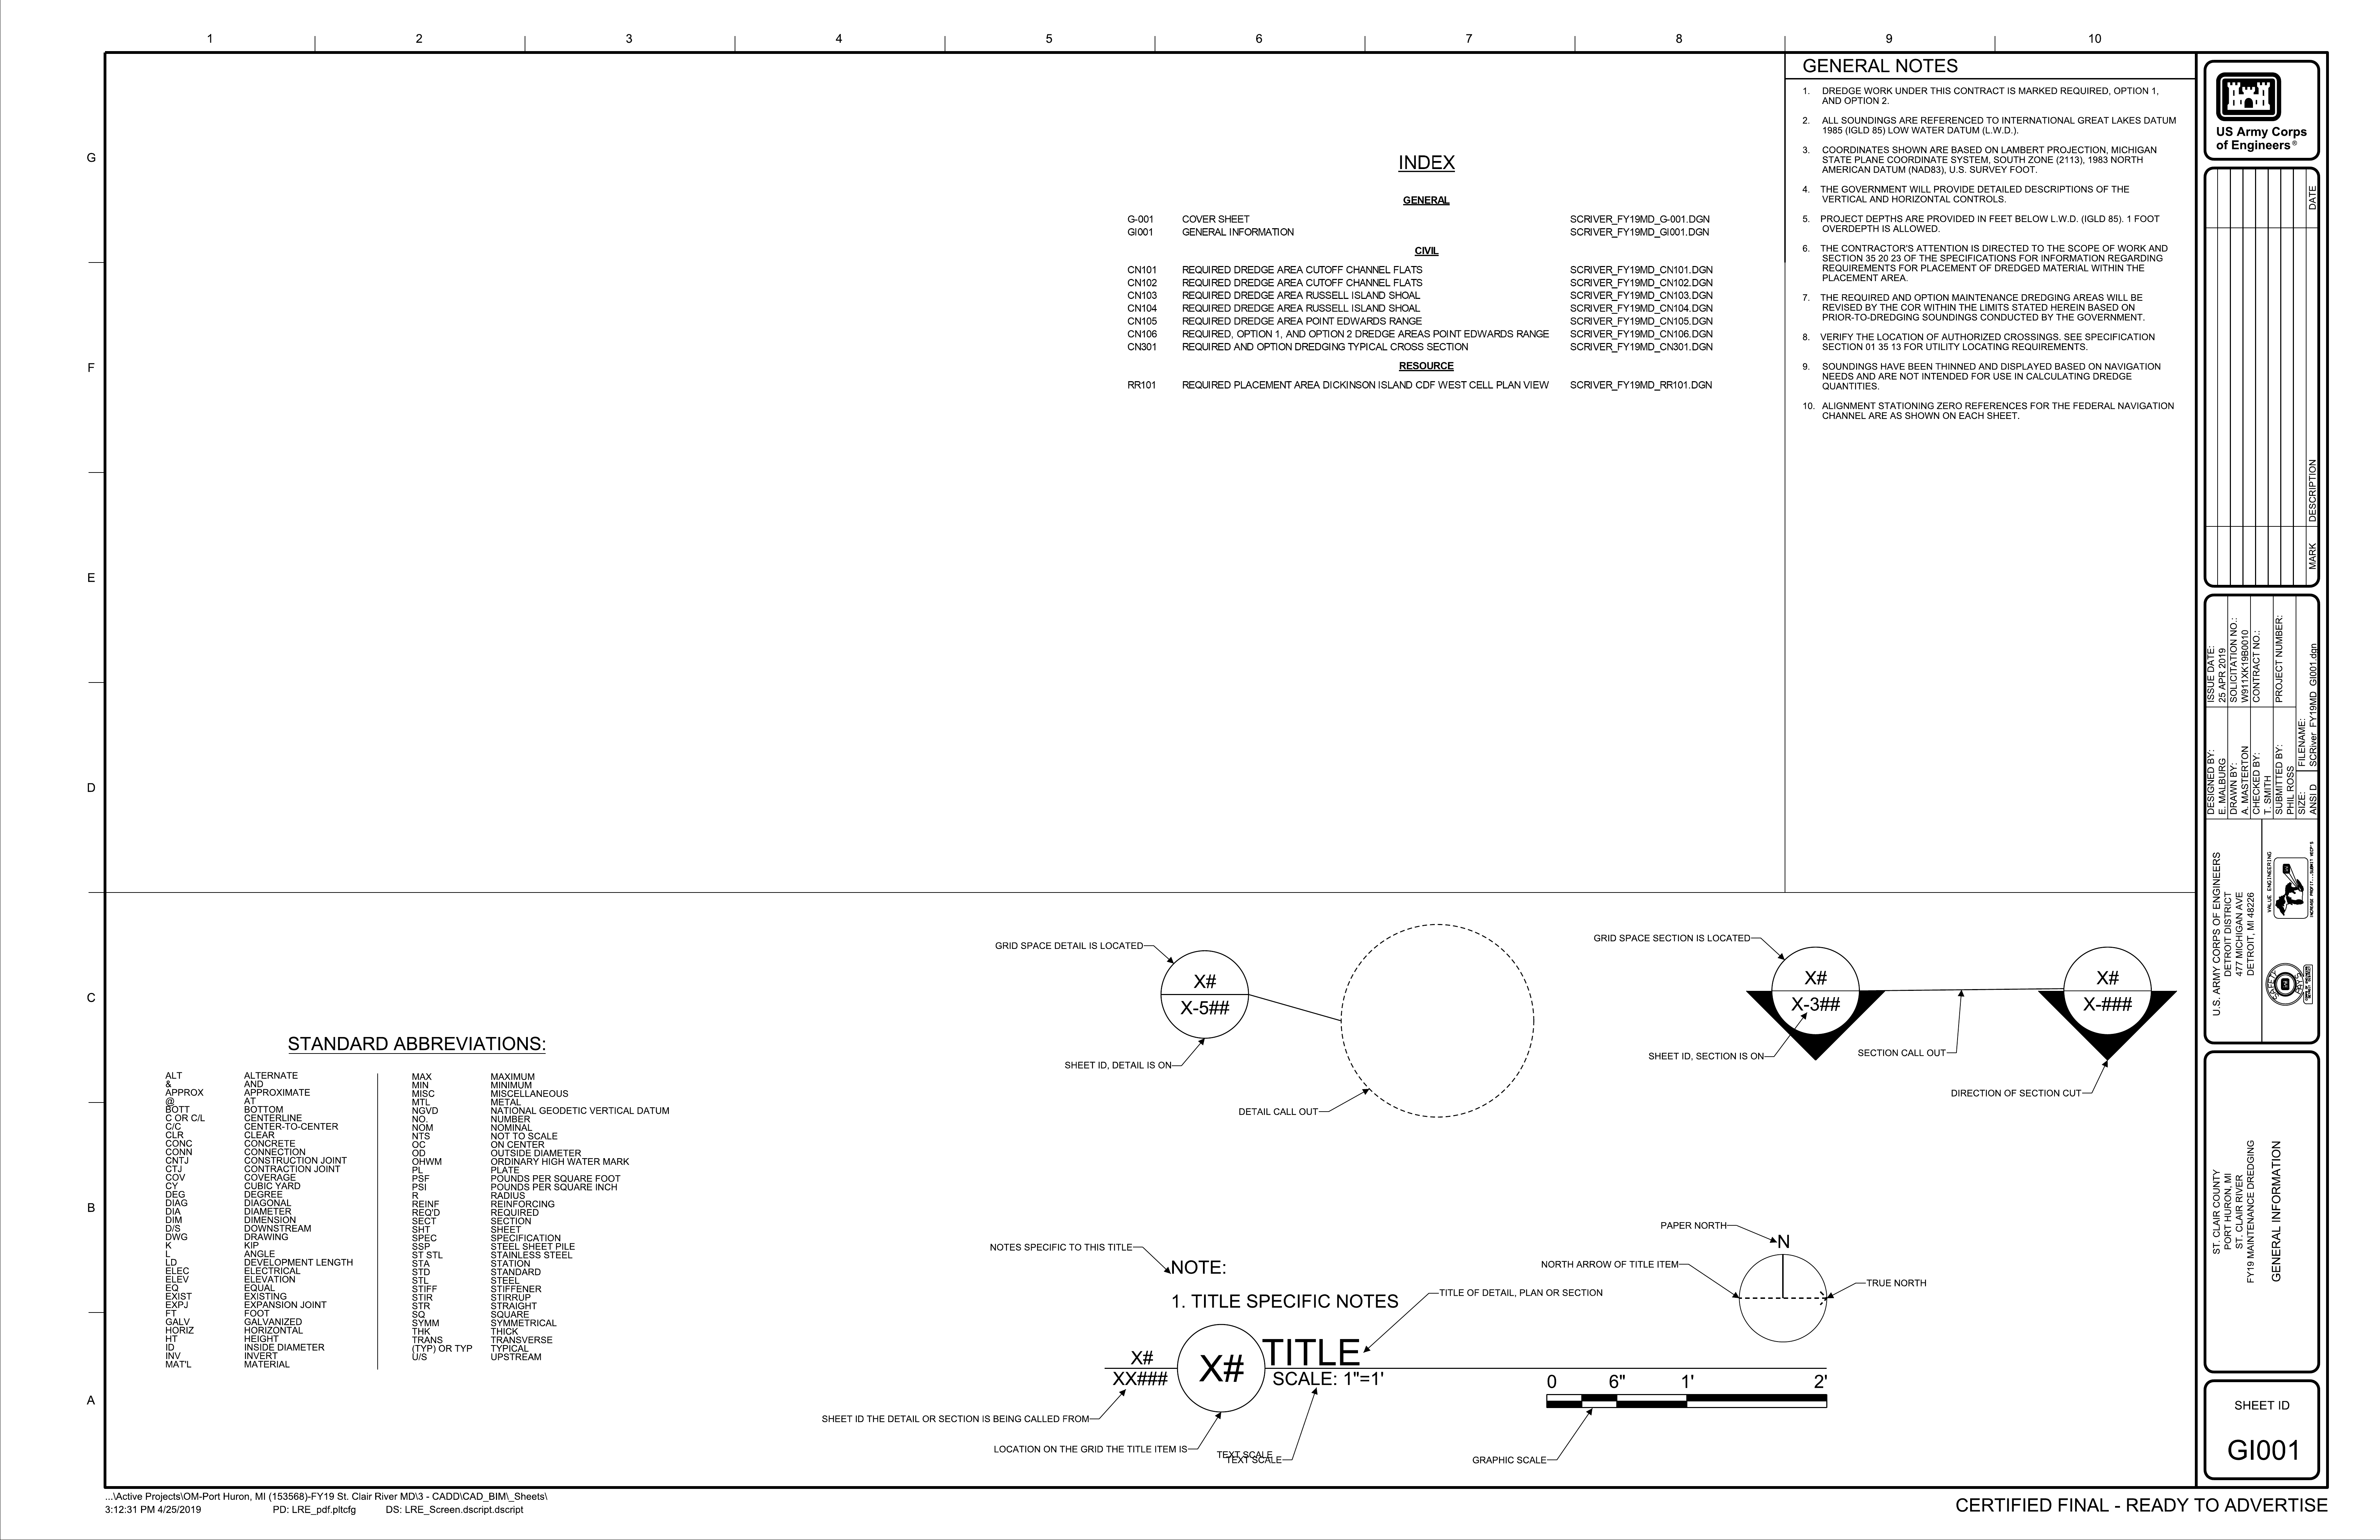 1 2 3 4 5 6 7 8 9 10
G
F
E
D
C
B
A
INDEX
GENERAL
G-001 COVER SHEET SCRIVER_FY19MD_G-001.DGN
GI001 GENERAL INFORMATION SCRIVER_FY19MD_GI001.DGN
CIVIL
CN101 REQUIRED DREDGE AREA CUTOFF CHANNEL FLATS SCRIVER_FY19MD_CN101.DGN
CN102 REQUIRED DREDGE AREA CUTOFF CHANNEL FLATS SCRIVER_FY19MD_CN102.DGN
CN103 REQUIRED DREDGE AREA RUSSELL ISLAND SHOAL SCRIVER_FY19MD_CN103.DGN
CN104 REQUIRED DREDGE AREA RUSSELL ISLAND SHOAL SCRIVER_FY19MD_CN104.DGN
CN105 REQUIRED DREDGE AREA POINT EDWARDS RANGE SCRIVER_FY19MD_CN105.DGN
CN106 REQUIRED, OPTION 1, AND OPTION 2 DREDGE AREAS POINT EDWARDS RANGE SCRIVER_FY19MD_CN106.DGN
CN301 REQUIRED AND OPTION DREDGING TYPICAL CROSS SECTION SCRIVER_FY19MD_CN301.DGN
RESOURCE
RR101 REQUIRED PLACEMENT AREA DICKINSON ISLAND CDF WEST CELL PLAN VIEW SCRIVER_FY19MD_RR101.DGN
GENERAL NOTES
1. DREDGE WORK UNDER THIS CONTRACT IS MARKED REQUIRED, OPTION 1,
AND OPTION 2.
2. ALL SOUNDINGS ARE REFERENCED TO INTERNATIONAL GREAT LAKES DATUM
1985 (IGLD 85) LOW WATER DATUM (L.W.D.).
3. COORDINATES SHOWN ARE BASED ON LAMBERT PROJECTION, MICHIGAN
STATE PLANE COORDINATE SYSTEM, SOUTH ZONE (2113), 1983 NORTH
AMERICAN DATUM (NAD83), U.S. SURVEY FOOT.
4. THE GOVERNMENT WILL PROVIDE DETAILED DESCRIPTIONS OF THE
VERTICAL AND HORIZONTAL CONTROLS.
5. PROJECT DEPTHS ARE PROVIDED IN FEET BELOW L.W.D. (IGLD 85). 1 FOOT
OVERDEPTH IS ALLOWED.
6. THE CONTRACTOR'S ATTENTION IS DIRECTED TO THE SCOPE OF WORK AND
SECTION 35 20 23 OF THE SPECIFICATIONS FOR INFORMATION REGARDING
REQUIREMENTS FOR PLACEMENT OF DREDGED MATERIAL WITHIN THE
PLACEMENT AREA.
7. THE REQUIRED AND OPTION MAINTENANCE DREDGING AREAS WILL BE
REVISED BY THE COR WITHIN THE LIMITS STATED HEREIN BASED ON
PRIOR-TO-DREDGING SOUNDINGS CONDUCTED BY THE GOVERNMENT.
8. VERIFY THE LOCATION OF AUTHORIZED CROSSINGS. SEE SPECIFICATION
SECTION 01 35 13 FOR UTILITY LOCATING REQUIREMENTS.
9. SOUNDINGS HAVE BEEN THINNED AND DISPLAYED BASED ON NAVIGATION
NEEDS AND ARE NOT INTENDED FOR USE IN CALCULATING DREDGE
QUANTITIES.
10. ALIGNMENT STATIONING ZERO REFERENCES FOR THE FEDERAL NAVIGATION
CHANNEL ARE AS SHOWN ON EACH SHEET.
STANDARD ABBREVIATIONS:
ALT ALTERNATE
& AND
APPROX APPROXIMATE
@ AT
BOTT BOTTOM
C OR C/L CENTERLINE
C/C CENTER-TO-CENTER
CLR CLEAR
CONC CONCRETE
CONN CONNECTION
CNTJ CONSTRUCTION JOINT
CTJ CONTRACTION JOINT
COV COVERAGE
CY CUBIC YARD
DEG DEGREE
DIAG DIAGONAL
DIA DIAMETER
DIM DIMENSION
D/S DOWNSTREAM
DWG DRAWING
K KIP
L ANGLE
LD DEVELOPMENT LENGTH
ELEC ELECTRICAL
ELEV ELEVATION
EQ EQUAL
EXIST EXISTING
EXPJ EXPANSION JOINT
FT FOOT
GALV GALVANIZED
HORIZ HORIZONTAL
HT HEIGHT
ID INSIDE DIAMETER
INV INVERT
MAT'L MATERIAL
MAX MAXIMUM
MIN MINIMUM
MISC MISCELLANEOUS
MTL METAL
NGVD NATIONAL GEODETIC VERTICAL DATUM
NO. NUMBER
NOM NOMINAL
NTS NOT TO SCALE
OC ON CENTER
OD OUTSIDE DIAMETER
OHWM ORDINARY HIGH WATER MARK
PL PLATE
PSF POUNDS PER SQUARE FOOT
PSI POUNDS PER SQUARE INCH
R RADIUS
REINF REINFORCING
REQ'D REQUIRED
SECT SECTION
SHT SHEET
SPEC SPECIFICATION
SSP STEEL SHEET PILE
ST STL STAINLESS STEEL
STA STATION
STD STANDARD
STL STEEL
STIFF STIFFENER
STIR STIRRUP
STR STRAIGHT
SQ SQUARE
SYMM SYMMETRICAL
THK THICK
TRANS TRANSVERSE
(TYP) OR TYP TYPICAL
U/S UPSTREAM
GRID SPACE DETAIL IS LOCATED
X#
X-5##
SHEET ID, DETAIL IS ON
DETAIL CALL OUT
GRID SPACE SECTION IS LOCATED
X#
X-3##
X#
X-###
SHEET ID, SECTION IS ON
SECTION CALL OUT
DIRECTION OF SECTION CUT
NOTES SPECIFIC TO THIS TITLE
NOTE:
1. TITLE SPECIFIC NOTES
PAPER NORTH
N
NORTH ARROW OF TITLE ITEM
TRUE NORTH
TITLE OF DETAIL, PLAN OR SECTION
X#
XX###
X#
TITLE
SCALE: 1"=1'
0 6" 1' 2'
SHEET ID THE DETAIL OR SECTION IS BEING CALLED FROM
LOCATION ON THE GRID THE TITLE ITEM IS
TEXT SCALE
TEXT SCALE
GRAPHIC SCALE
US Army Corps
of Engineers ®
MARK DESCRIPTION DATE
DESIGNED BY:
E. MALBURG
DRAWN BY:
A. MASTERTON
CHECKED BY:
T. SMITH
SUBMITTED BY:
PHIL ROSS
SIZE:
ANSI D
ISSUE DATE:
25 APR 2019
SOLICITATION NO.:
W911XK19B0010
CONTRACT NO.:
PROJECT NUMBER:
FILENAME:
SCRiver_FY19MD_GI001.dgn
U.S. ARMY CORPS OF ENGINEERS
DETROIT DISTRICT
477 MICHIGAN AVE
DETROIT, MI 48226
VALUE ENGINEERING
ST. CLAIR COUNTY
PORT HURON, MI
ST. CLAIR RIVER
FY19 MAINTENANCE DREDGING
GENERAL INFORMATION
SHEET ID
GI001
...\Active Projects\OM-Port Huron, MI (153568)-FY19 St. Clair River MD\3 - CADD\CAD_BIM\_Sheets\
3:12:31 PM 4/25/2019 PD: LRE_pdf.pltcfg DS: LRE_Screen.dscript.dscript
CERTIFIED FINAL - READY TO ADVERTISE